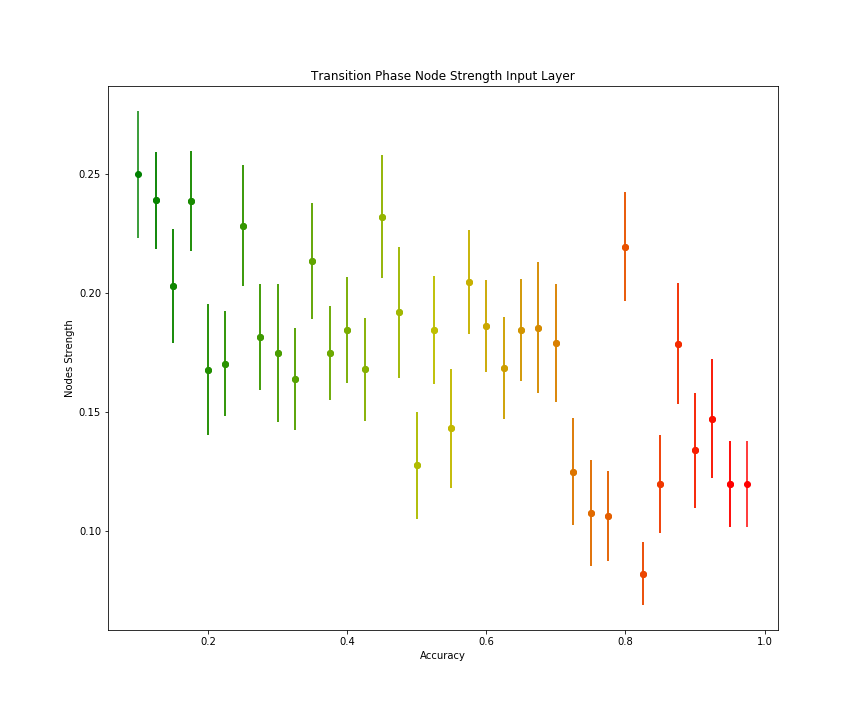 Transition Phase Node Strength Input Layer
0.25
0.20
0.15
0.10
Nodes Strength
0.2 0.4 0.6 0.8 1.0
Accuracy